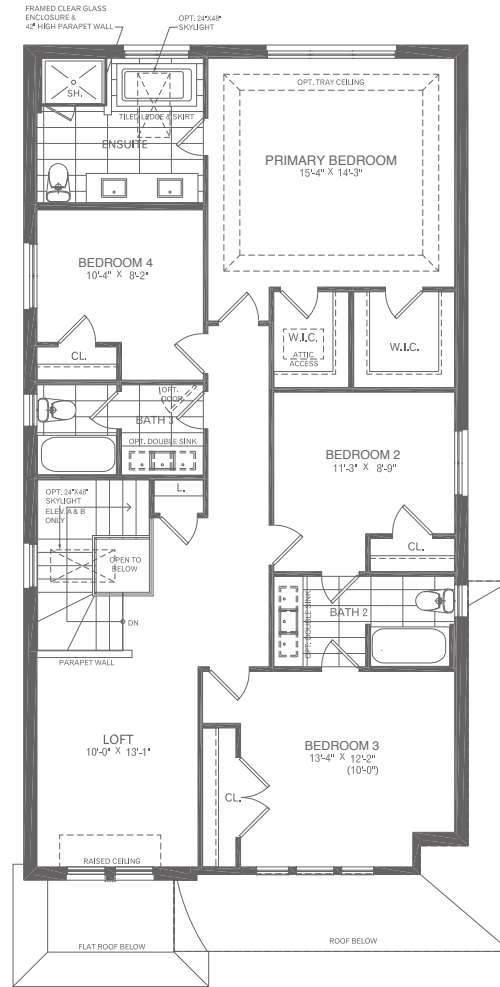 FRAMED CLEAR GLASS
ENCLOSURE &
42" HIGH PARAPET WALL
OPT. 24"X48"
SKYLIGHT
SH.
TILED LEDGE & SKIRT
ENSUITE
OPT. TRAY CEILING
PRIMARY BEDROOM
15'-4" X 14'-3"
BEDROOM 4
10'-4" X 8'-2"
CL.
W.I.C.
ATTIC
ACCESS
W.I.C.
OPT.
DOOR
BATH 3
OPT. DOUBLE SINK
BEDROOM 2
11'-3" X 8'-9"
CL.
L.
OPT. 24"X48"
SKYLIGHT
ELEV. A & B
ONLY
OPEN TO
BELOW
DN
PARAPET WALL
OPT. DOUBLE SINK
BATH 2
LOFT
10'-0" X 13'-1"
BEDROOM 3
13'-4" X 12'-2"
(10'-0")
CL.
RAISED CEILING
FLAT ROOF BELOW
ROOF BELOW